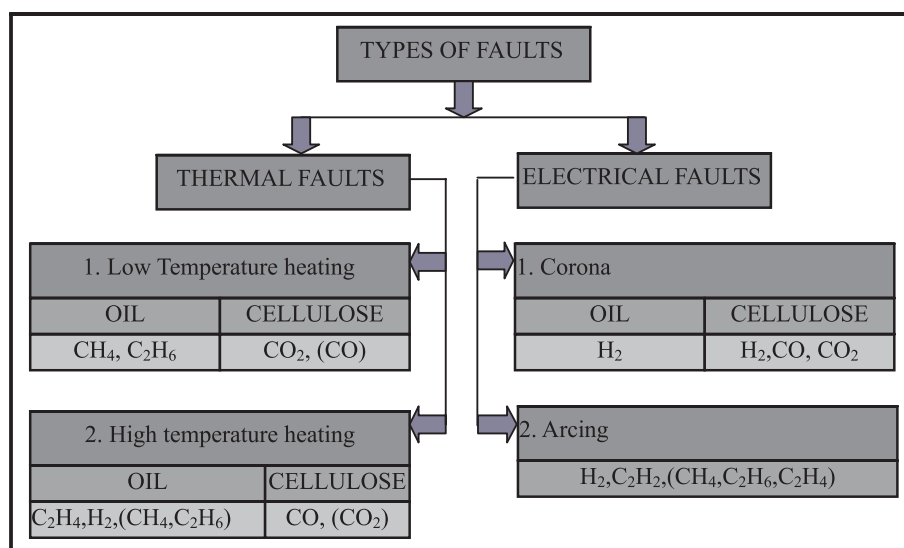 TYPES OF FAULTS
THERMAL FAULTS
ELECTRICAL FAULTS
1. Low Temperature heating
OIL
CELLULOSE
CH₄, C₂H₆
CO₂, (CO)
2. High temperature heating
OIL
CELLULOSE
C₂H₄,H₂,(CH₄,C₂H₆)
CO, (CO₂)
1. Corona
OIL
CELLULOSE
H₂
H₂,CO, CO₂
2. Arcing
H₂,C₂H₂,(CH₄,C₂H₆,C₂H₄)